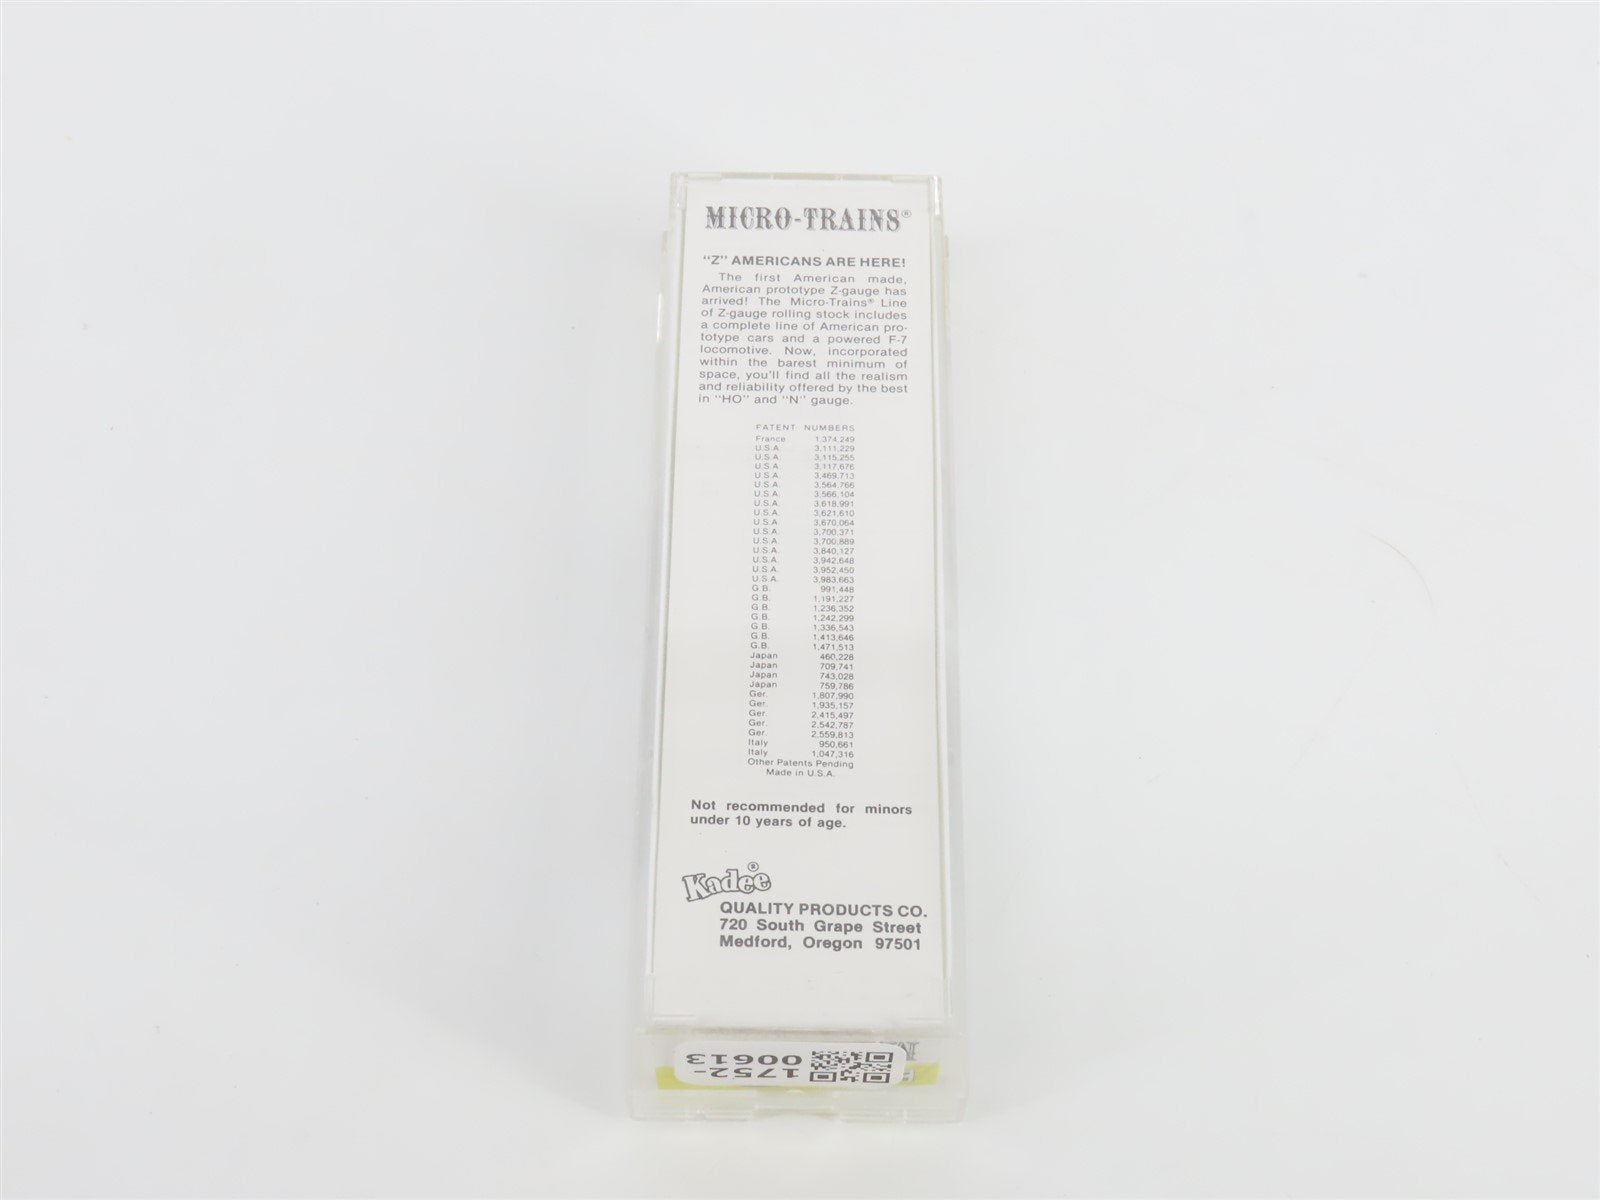 MICRO-TRAINS®
"Z" AMERICANS ARE HERE!
The first American made,
American prototype Z-gauge has
arrived! The Micro-Trains® Line
of Z-gauge rolling stock includes
a complete line of American pro-
totype cars and a powered F-7
locomotive. Now, incorporated
within the barest minimum of
space, you'll find all the realism
and reliability offered by the best
in "HO" and "N" gauge.
PATENT NUMBERS
France 1,374,249
U.S.A. 3,111,229
U.S.A. 3,115,255
U.S.A. 3,117,676
U.S.A. 3,469,713
U.S.A. 3,564,766
U.S.A. 3,566,104
U.S.A. 3,618,991
U.S.A. 3,621,610
U.S.A. 3,670,064
U.S.A. 3,700,371
U.S.A. 3,700,889
U.S.A. 3,840,127
U.S.A. 3,942,648
U.S.A. 3,952,450
U.S.A. 3,983,663
G.B. 991,448
G.B. 1,191,227
G.B. 1,236,352
G.B. 1,242,299
G.B. 1,336,543
G.B. 1,413,646
G.B. 1,471,513
Japan 460,228
Japan 709,741
Japan 743,028
Japan 759,786
Ger. 1,807,990
Ger. 1,935,157
Ger. 2,415,497
Ger. 2,542,787
Ger. 2,559,813
Italy 950,661
Italy 1,047,316
Other Patents Pending
Made in U.S.A.
Not recommended for minors
under 10 years of age.
Kadee®
QUALITY PRODUCTS CO.
720 South Grape Street
Medford, Oregon 97501
1752-
00613